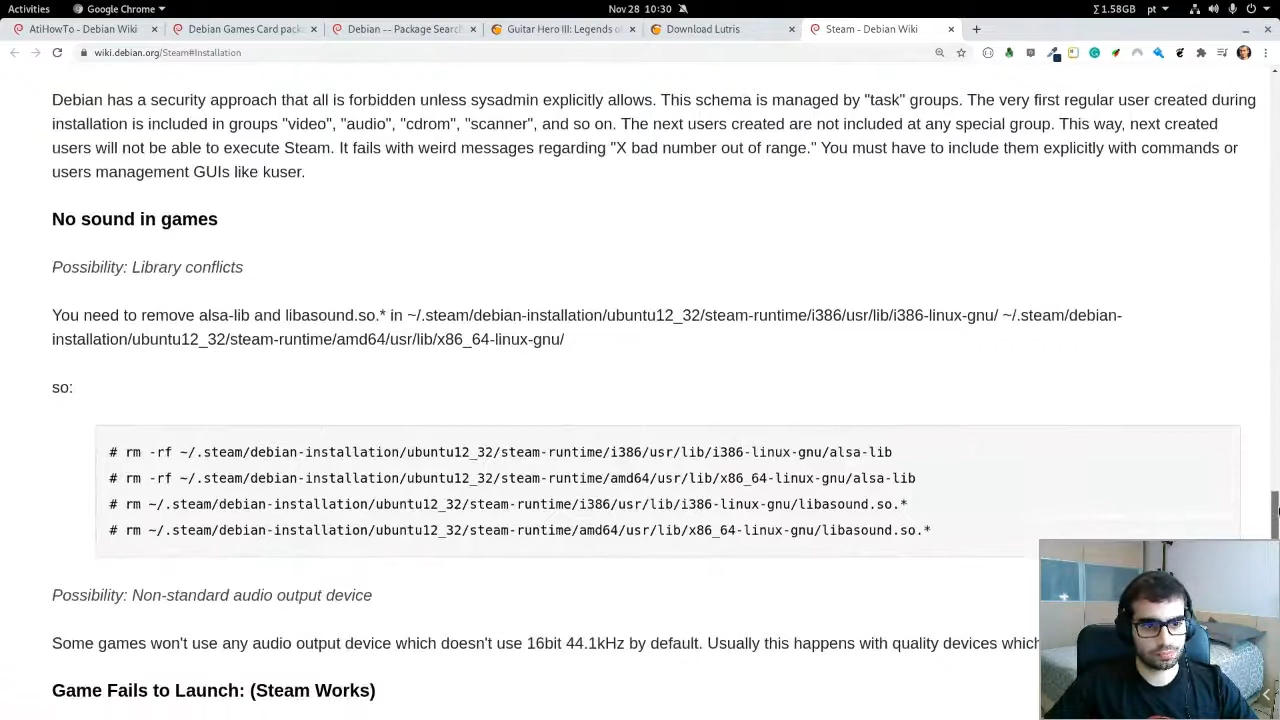 Activities
Google Chrome
Nov 28 10:30
∑ 1.58GB
pt
AtiHowTo - Debian Wiki
Debian Games Card pack
Debian -- Package Search
Guitar Hero III: Legends of
Download Lutris
Steam - Debian Wiki
wiki.debian.org/Steam#Installation
Debian has a security approach that all is forbidden unless sysadmin explicitly allows. This schema is managed by "task" groups. The very first regular user created during
installation is included in groups "video", "audio", "cdrom", "scanner", and so on. The next users created are not included at any special group. This way, next created
users will not be able to execute Steam. It fails with weird messages regarding "X bad number out of range." You must have to include them explicitly with commands or
users management GUIs like kuser.
No sound in games
Possibility: Library conflicts
You need to remove alsa-lib and libasound.so.* in ~/.steam/debian-installation/ubuntu12_32/steam-runtime/i386/usr/lib/i386-linux-gnu/ ~/.steam/debian-
installation/ubuntu12_32/steam-runtime/amd64/usr/lib/x86_64-linux-gnu/
so:
# rm -rf ~/.steam/debian-installation/ubuntu12_32/steam-runtime/i386/usr/lib/i386-linux-gnu/alsa-lib
# rm -rf ~/.steam/debian-installation/ubuntu12_32/steam-runtime/amd64/usr/lib/x86_64-linux-gnu/alsa-lib
# rm ~/.steam/debian-installation/ubuntu12_32/steam-runtime/i386/usr/lib/i386-linux-gnu/libasound.so.*
# rm ~/.steam/debian-installation/ubuntu12_32/steam-runtime/amd64/usr/lib/x86_64-linux-gnu/libasound.so.*
Possibility: Non-standard audio output device
Some games won't use any audio output device which doesn't use 16bit 44.1kHz by default. Usually this happens with quality devices which
Game Fails to Launch: (Steam Works)